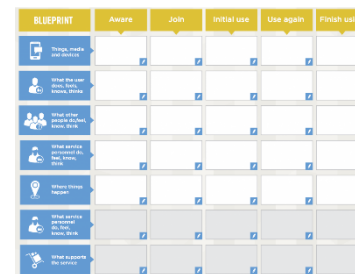 BLUEPRINT
Aware
Join
Initial use
Use again
Finish usi
Things, media
and devices
What the user
does, feels,
knows, thinks
What other
people do,feel,
know, think
What service
personnel do,
feel, know,
think
Where things
happen
What service
personnel
do, feel,
know, think
What supports
the service